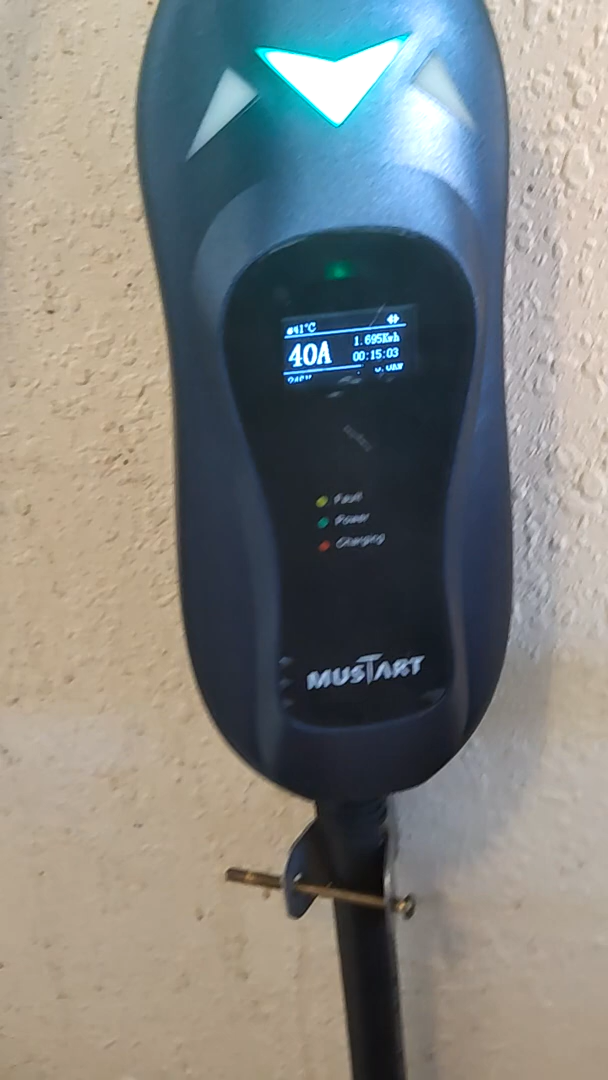 41°C
1.695Kwh
40A
00:15:03
Fault
Power
Charging
MUSTART